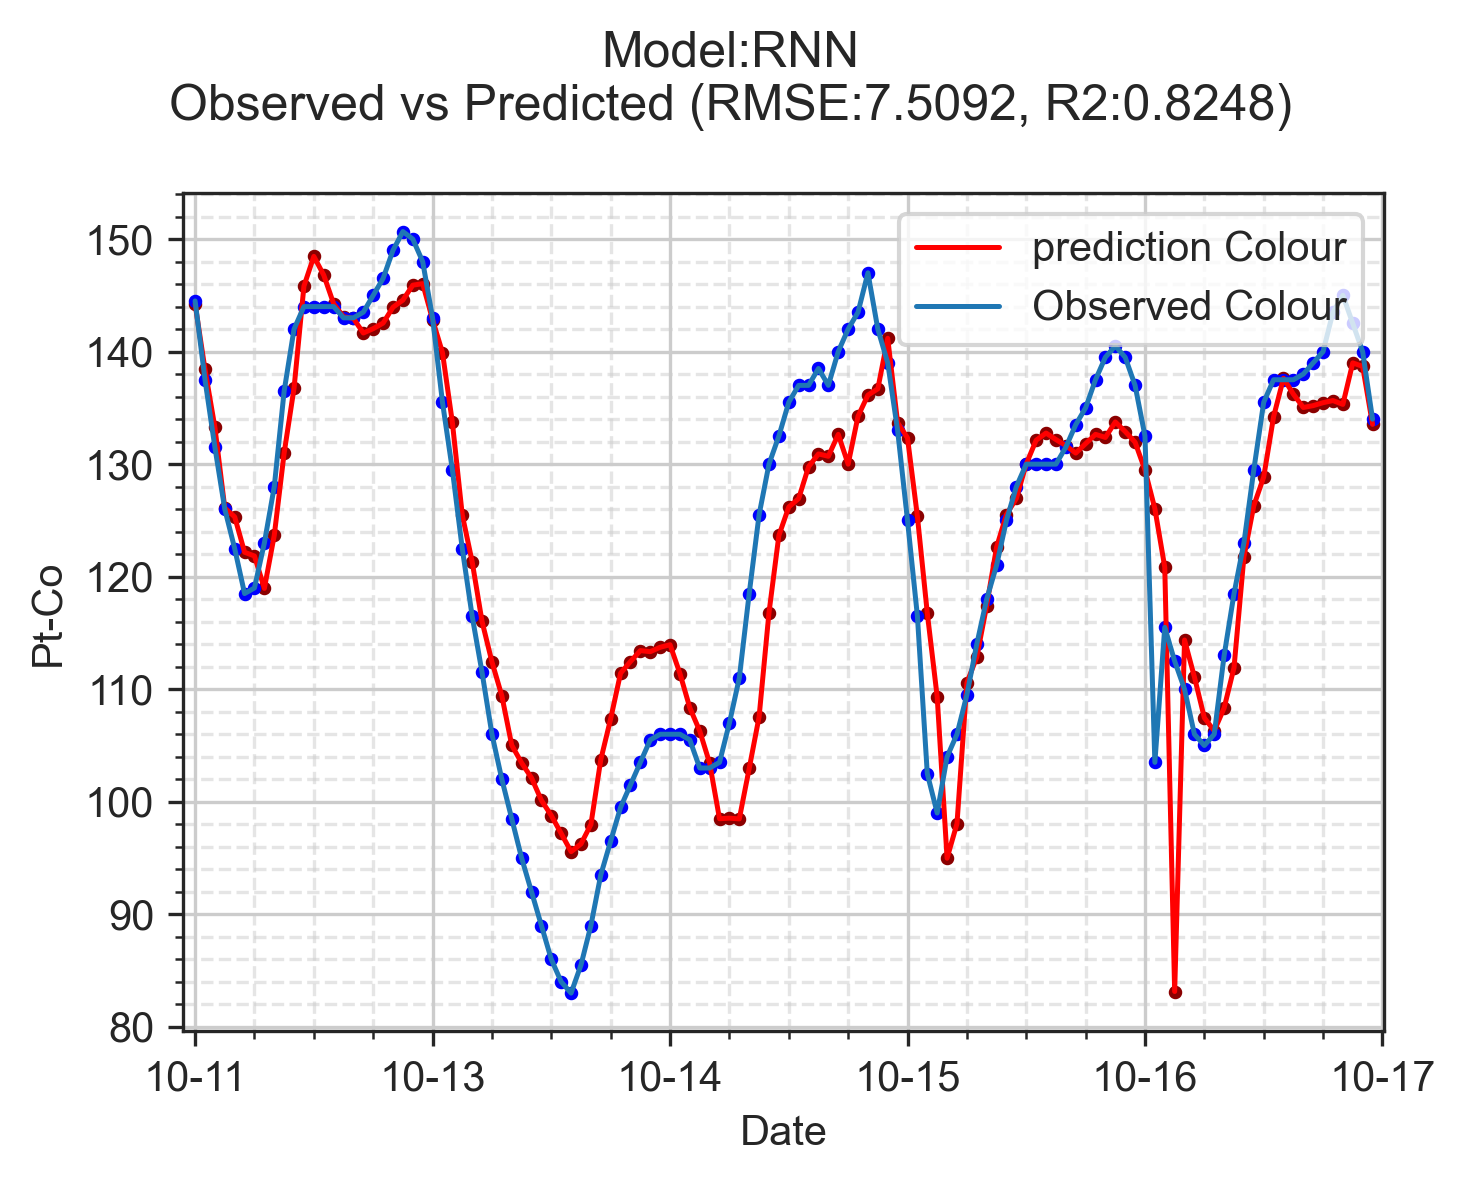 Model:RNN
Observed vs Predicted (RMSE:7.5092, R2:0.8248)
prediction Colour
Observed Colour
150
140
130
120
110
100
90
80
Pt-Co
10-11 10-13 10-14 10-15 10-16 10-17
Date